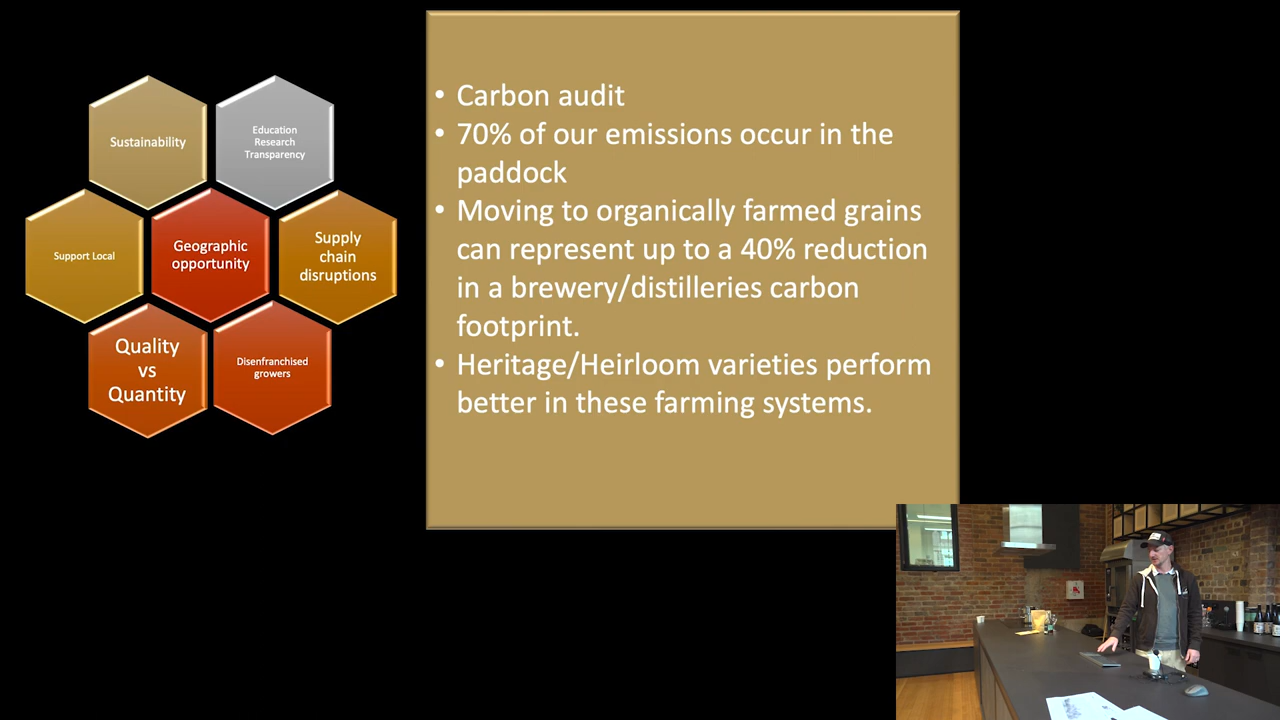 Sustainability
Education
Research
Transparency
Support Local
Geographic
opportunity
Supply
chain
disruptions
Quality
vs
Quantity
Disenfranchised
growers
• Carbon audit
• 70% of our emissions occur in the
paddock
• Moving to organically farmed grains
can represent up to a 40% reduction
in a brewery/distilleries carbon
footprint.
• Heritage/Heirloom varieties perform
better in these farming systems.